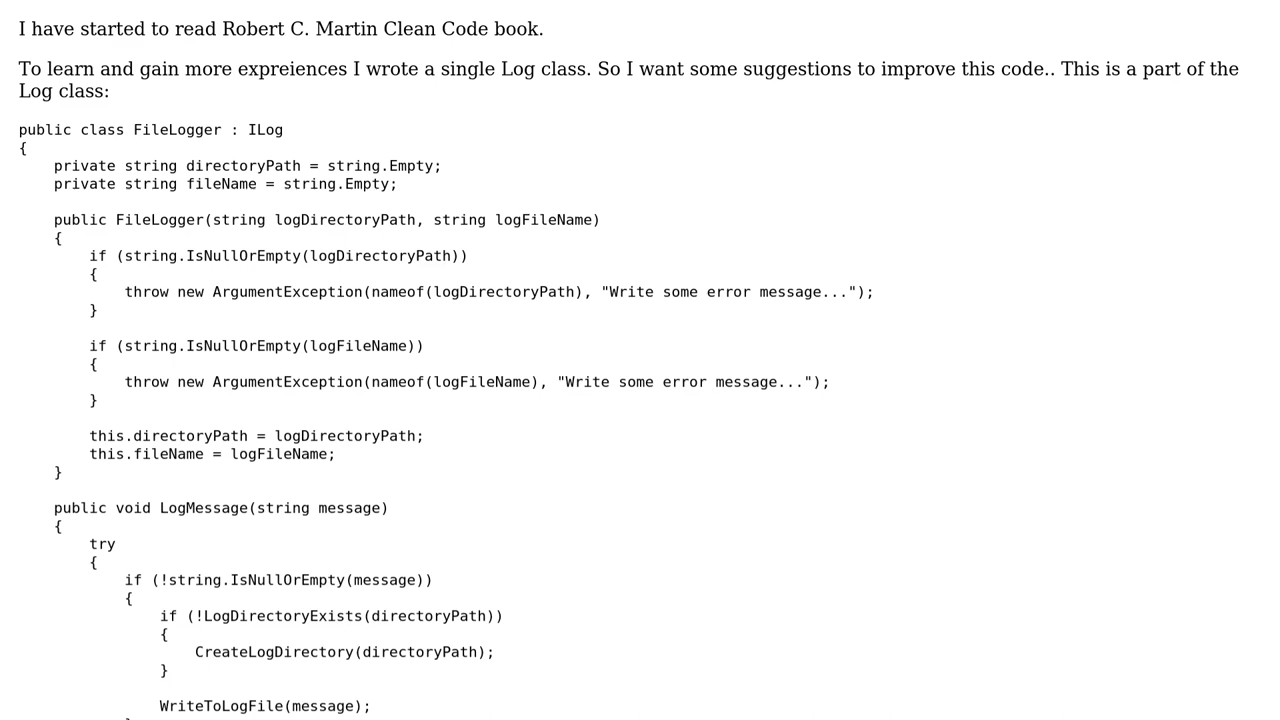 I have started to read Robert C. Martin Clean Code book.
To learn and gain more expreiences I wrote a single Log class. So I want some suggestions to improve this code.. This is a part of the
Log class:
public class FileLogger : ILog
{
    private string directoryPath = string.Empty;
    private string fileName = string.Empty;

    public FileLogger(string logDirectoryPath, string logFileName)
    {
        if (string.IsNullOrEmpty(logDirectoryPath))
        {
            throw new ArgumentException(nameof(logDirectoryPath), "Write some error message...");
        }

        if (string.IsNullOrEmpty(logFileName))
        {
            throw new ArgumentException(nameof(logFileName), "Write some error message...");
        }

        this.directoryPath = logDirectoryPath;
        this.fileName = logFileName;
    }

    public void LogMessage(string message)
    {
        try
        {
            if (!string.IsNullOrEmpty(message))
            {
                if (!LogDirectoryExists(directoryPath))
                {
                    CreateLogDirectory(directoryPath);
                }

                WriteToLogFile(message);